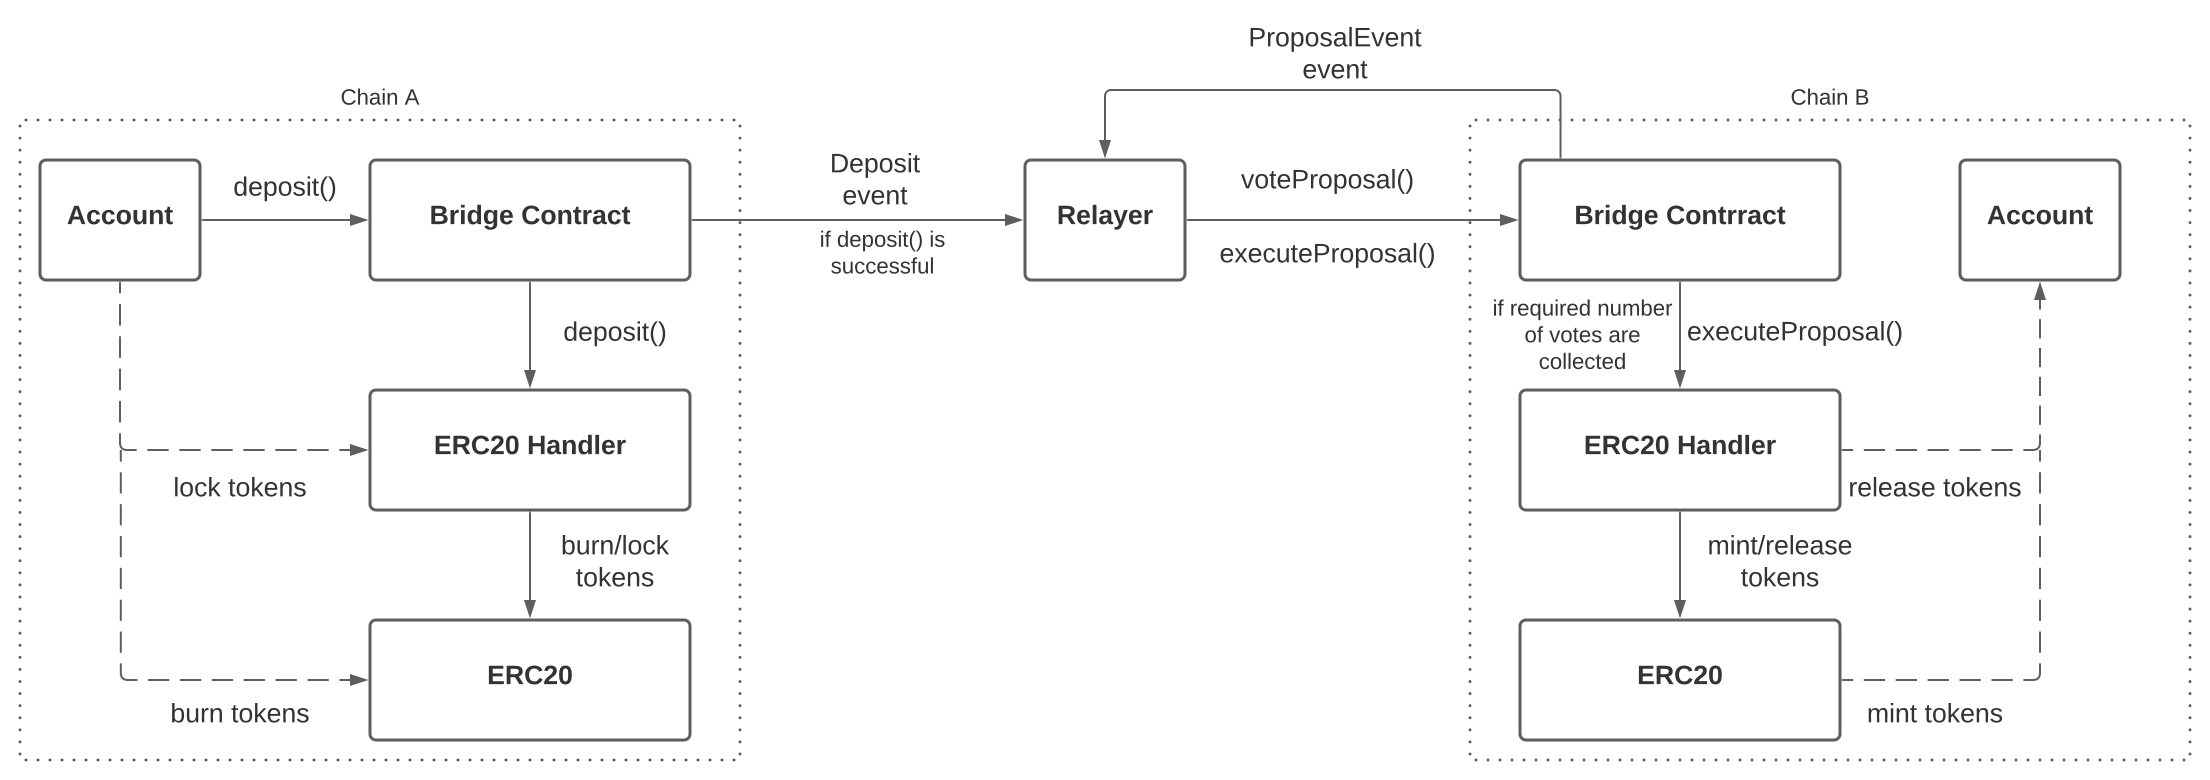 ProposalEvent
event
Chain A
Chain B
Account
deposit()
Bridge Contract
Deposit
event
if deposit() is
successful
Relayer
voteProposal()
executeProposal()
Bridge Contrract
Account
deposit()
if required number
of votes are
collected
executeProposal()
ERC20 Handler
lock tokens
ERC20 Handler
release tokens
burn/lock
tokens
mint/release
tokens
ERC20
burn tokens
ERC20
mint tokens